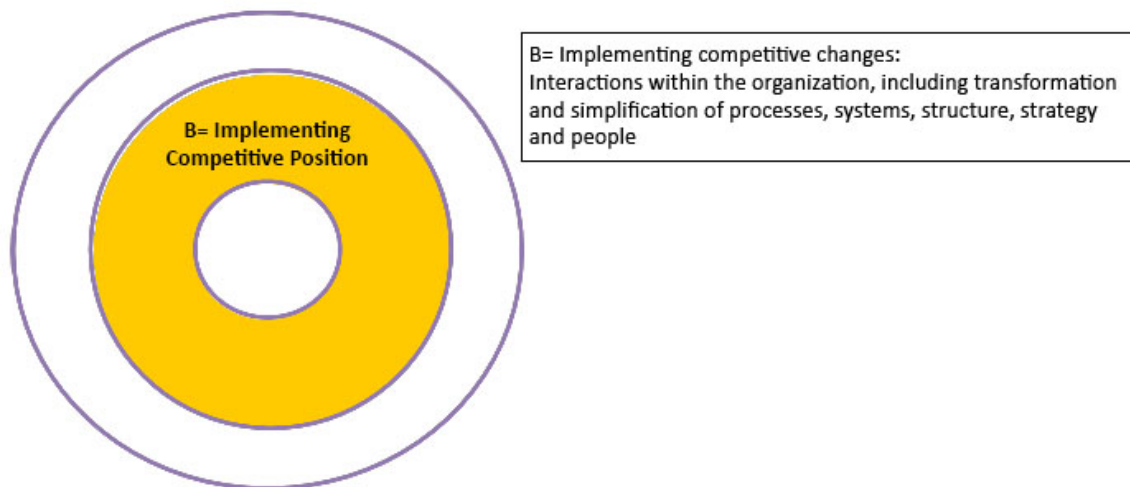 B= Implementing
Competitive Position
B= Implementing competitive changes:
Interactions within the organization, including transformation
and simplification of processes, systems, structure, strategy
and people